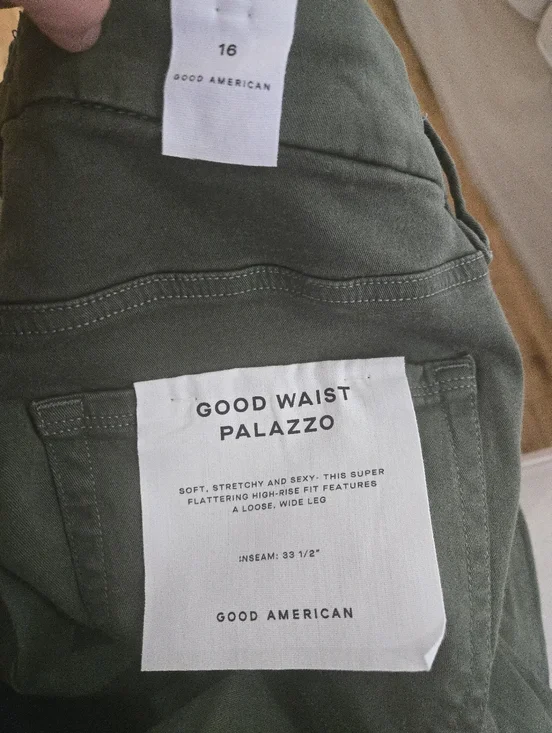 16
GOOD AMERICAN
GOOD WAIST
PALAZZO
SOFT, STRETCHY AND SEXY- THIS SUPER
FLATTERING HIGH-RISE FIT FEATURES
A LOOSE, WIDE LEG
INSEAM: 33 1/2"
GOOD AMERICAN